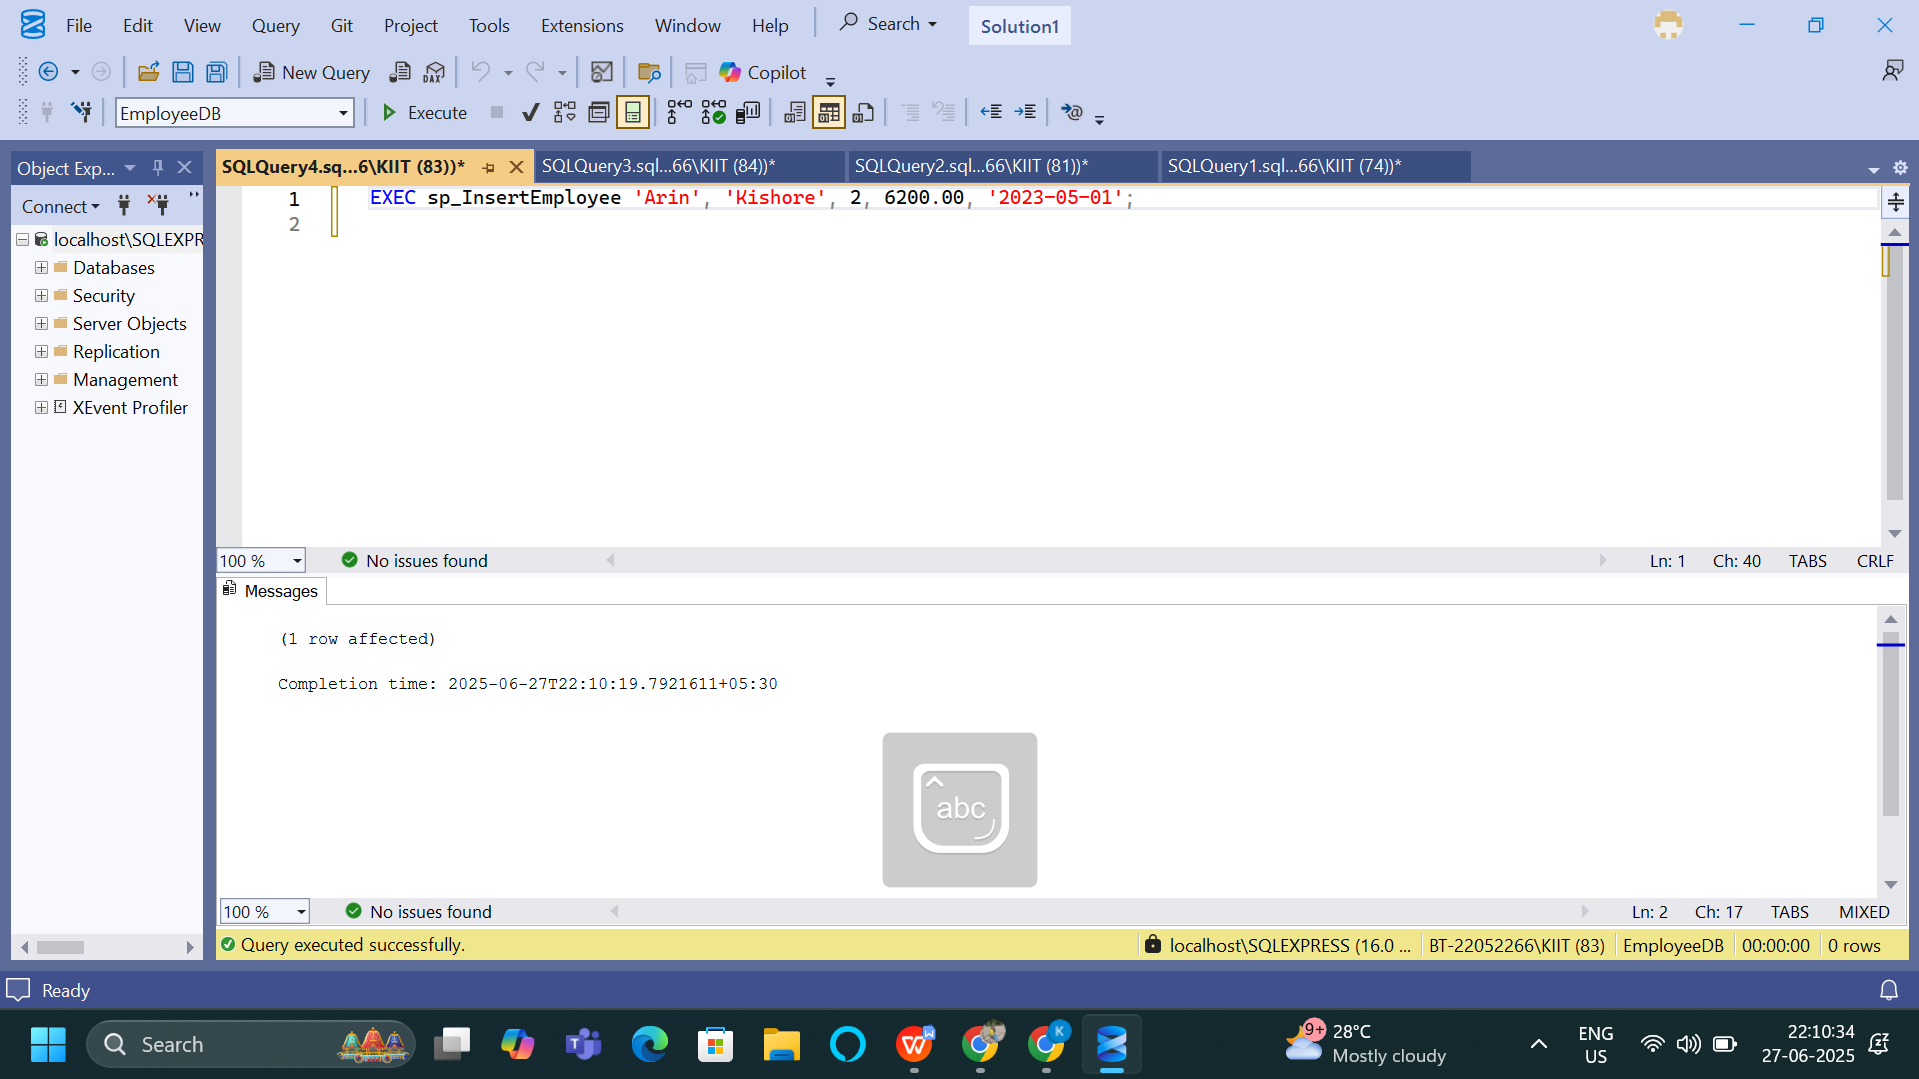 File Edit View Query Git Project Tools Extensions Window Help Search Solution1
New Query DAX Copilot
EmployeeDB Execute
Object Exp... SQLQuery4.sq...6\KIIT (83))* SQLQuery3.sql...66\KIIT (84))* SQLQuery2.sql...66\KIIT (81))* SQLQuery1.sql...66\KIIT (74))*
Connect
localhost\SQLEXPR
Databases
Security
Server Objects
Replication
Management
XEvent Profiler
1 EXEC sp_InsertEmployee 'Arin', 'Kishore', 2, 6200.00, '2023-05-01';
2
100 % No issues found Ln: 1 Ch: 40 TABS CRLF
Messages
(1 row affected)
Completion time: 2025-06-27T22:10:19.7921611+05:30
abc
100 % No issues found Ln: 2 Ch: 17 TABS MIXED
Query executed successfully. localhost\SQLEXPRESS (16.0 ... BT-22052266\KIIT (83) EmployeeDB 00:00:00 0 rows
Ready
Search
9+ 28°C
Mostly cloudy
ENG
US
22:10:34
27-06-2025